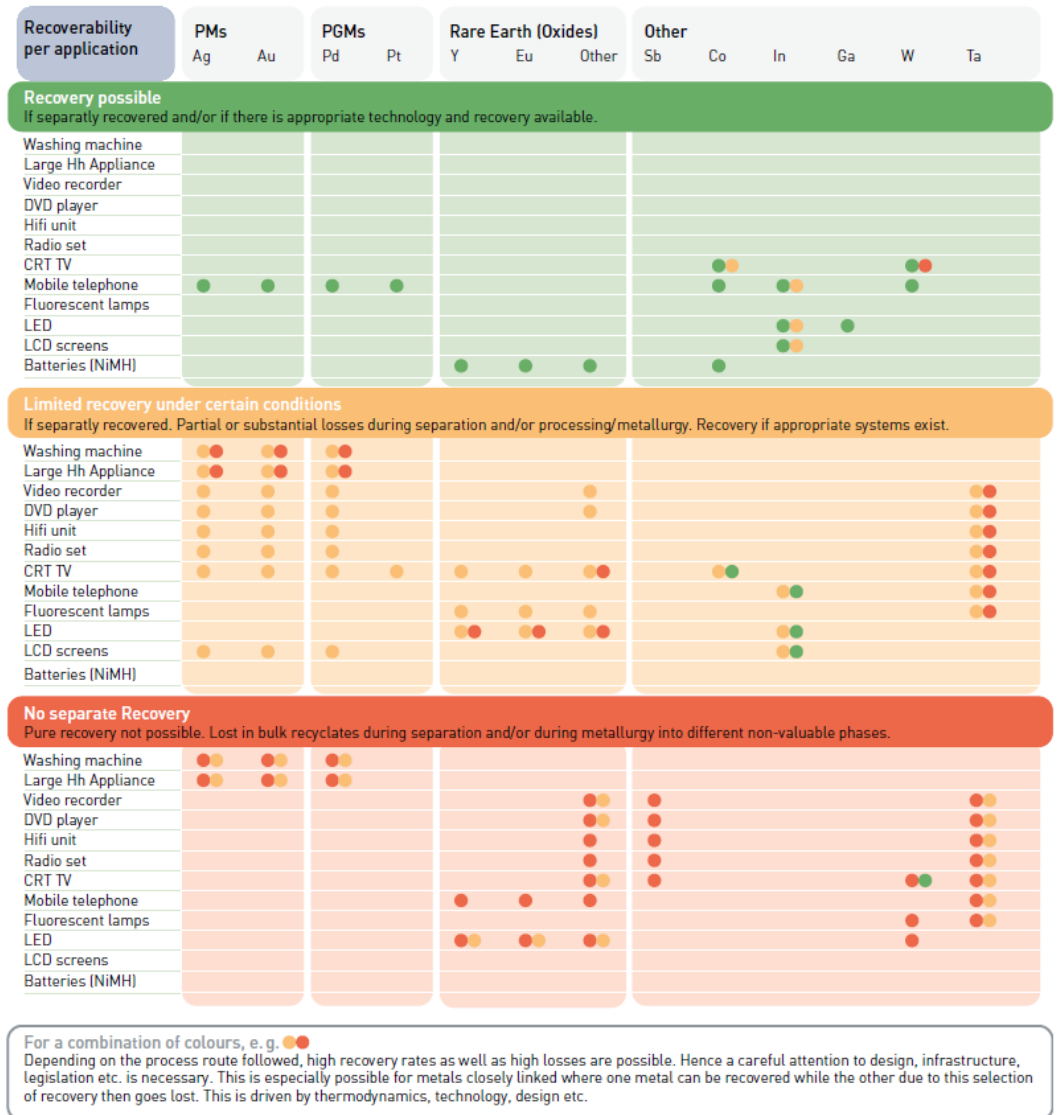 Recoverability per application
PMs PGMs Rare Earth (Oxides) Other
Ag Au Pd Pt Y Eu Other Sb Co In Ga W Ta
Recovery possible
If separatly recovered and/or if there is appropriate technology and recovery available.
Washing machine
Large Hh Appliance
Video recorder
DVD player
Hifi unit
Radio set
CRT TV
Mobile telephone
Fluorescent lamps
LED
LCD screens
Batteries (NiMH)
Limited recovery under certain conditions
If separatly recovered. Partial or substantial losses during separation and/or processing/metallurgy. Recovery if appropriate systems exist.
Washing machine
Large Hh Appliance
Video recorder
DVD player
Hifi unit
Radio set
CRT TV
Mobile telephone
Fluorescent lamps
LED
LCD screens
Batteries (NiMH)
No separate Recovery
Pure recovery not possible. Lost in bulk recyclates during separation and/or during metallurgy into different non-valuable phases.
Washing machine
Large Hh Appliance
Video recorder
DVD player
Hifi unit
Radio set
CRT TV
Mobile telephone
Fluorescent lamps
LED
LCD screens
Batteries (NiMH)
For a combination of colours, e. g.
Depending on the process route followed, high recovery rates as well as high losses are possible. Hence a careful attention to design, infrastructure,
legislation etc. is necessary. This is especially possible for metals closely linked where one metal can be recovered while the other due to this selection
of recovery then goes lost. This is driven by thermodynamics, technology, design etc.